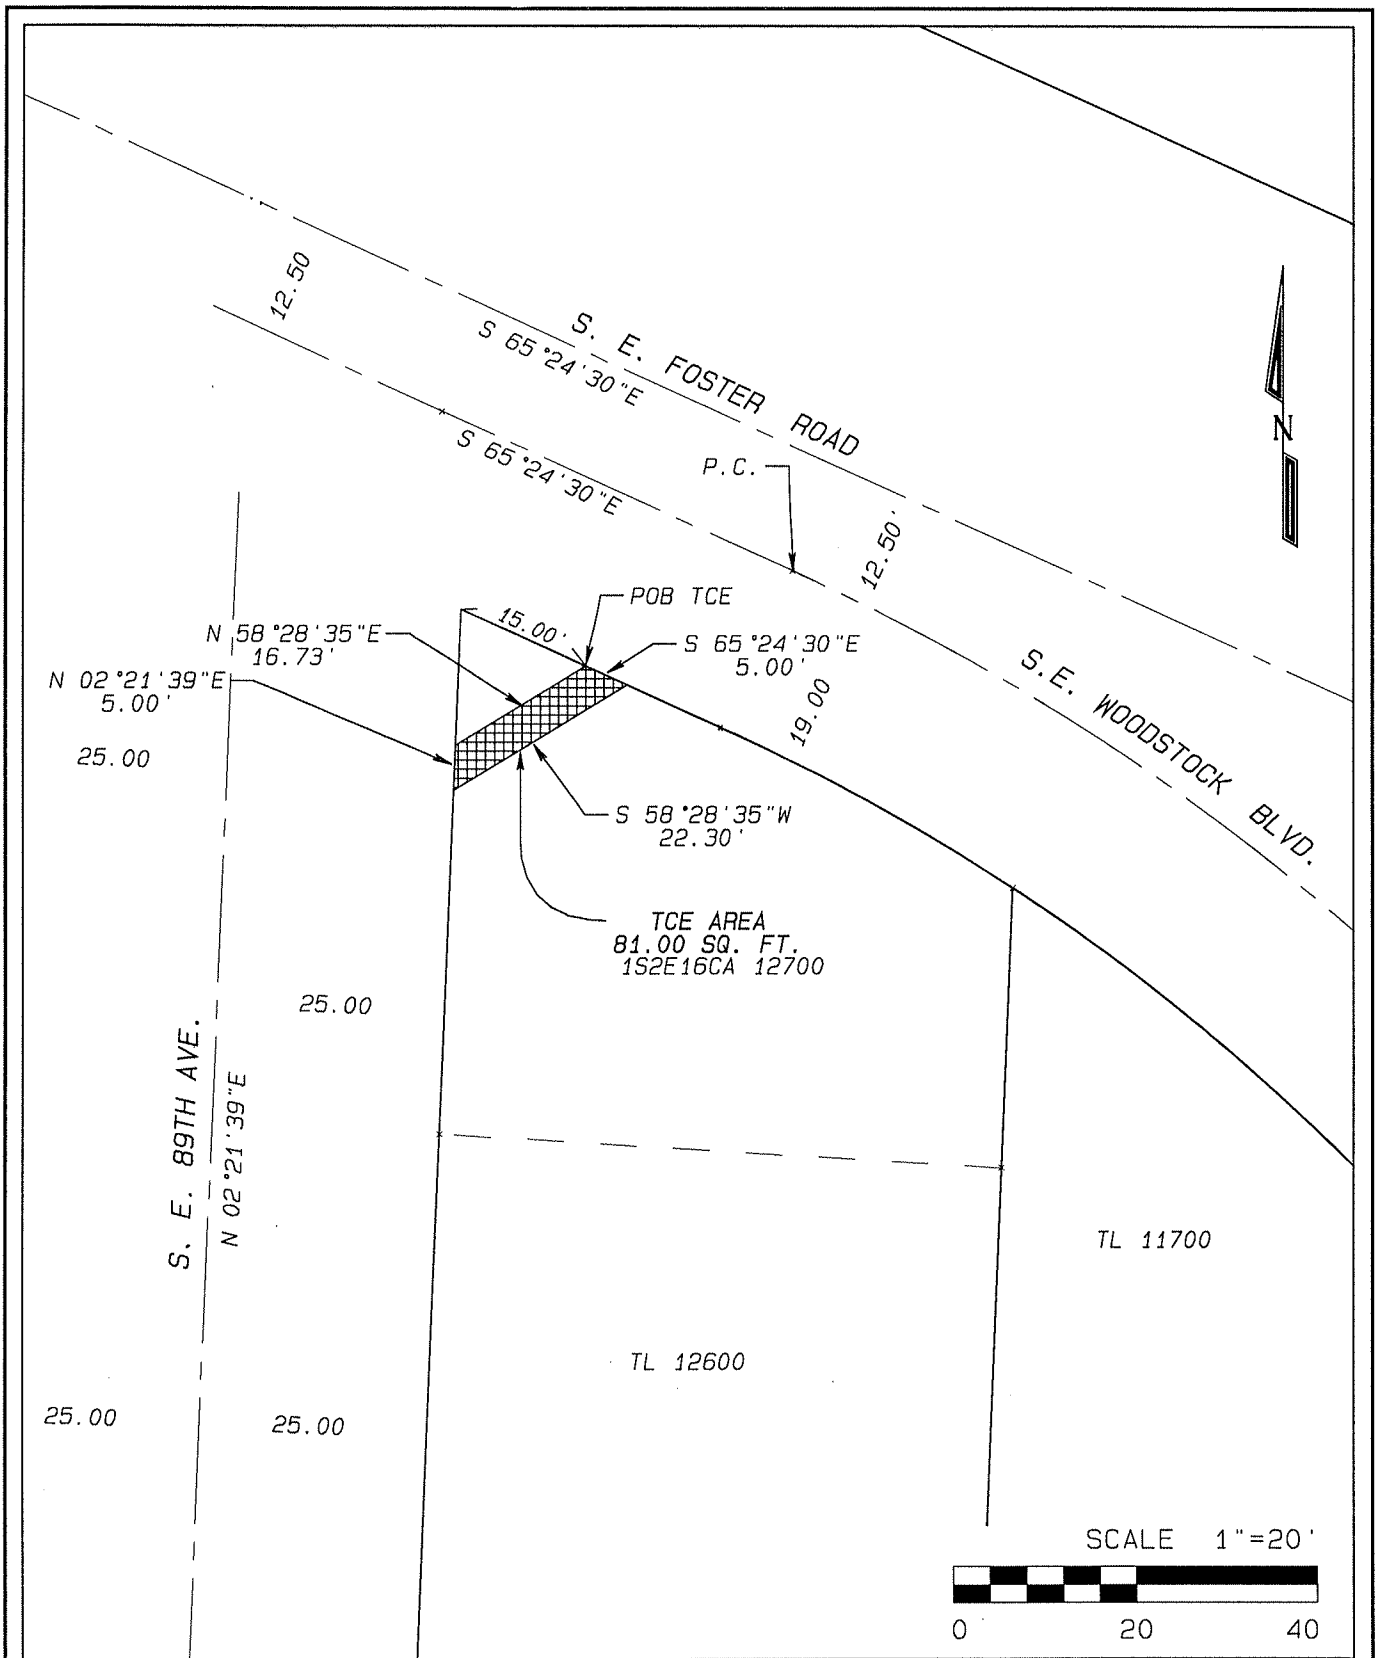 12.50
S. E. FOSTER ROAD
S 65°24'30"E
S 65°24'30"E
P.C.
12.50'
N
POB TCE
15.00'
N 58°28'35"E
16.73'
S 65°24'30"E
5.00'
N 02°21'39"E
5.00'
19.00
S.E. WOODSTOCK BLVD.
25.00
S 58°28'35"W
22.30'
TCE AREA
81.00 SQ. FT.
1S2E16CA 12700
25.00
S. E. 89TH AVE.
N 02°21'39"E
TL 11700
TL 12600
25.00
25.00
SCALE 1"=20'
0 20 40